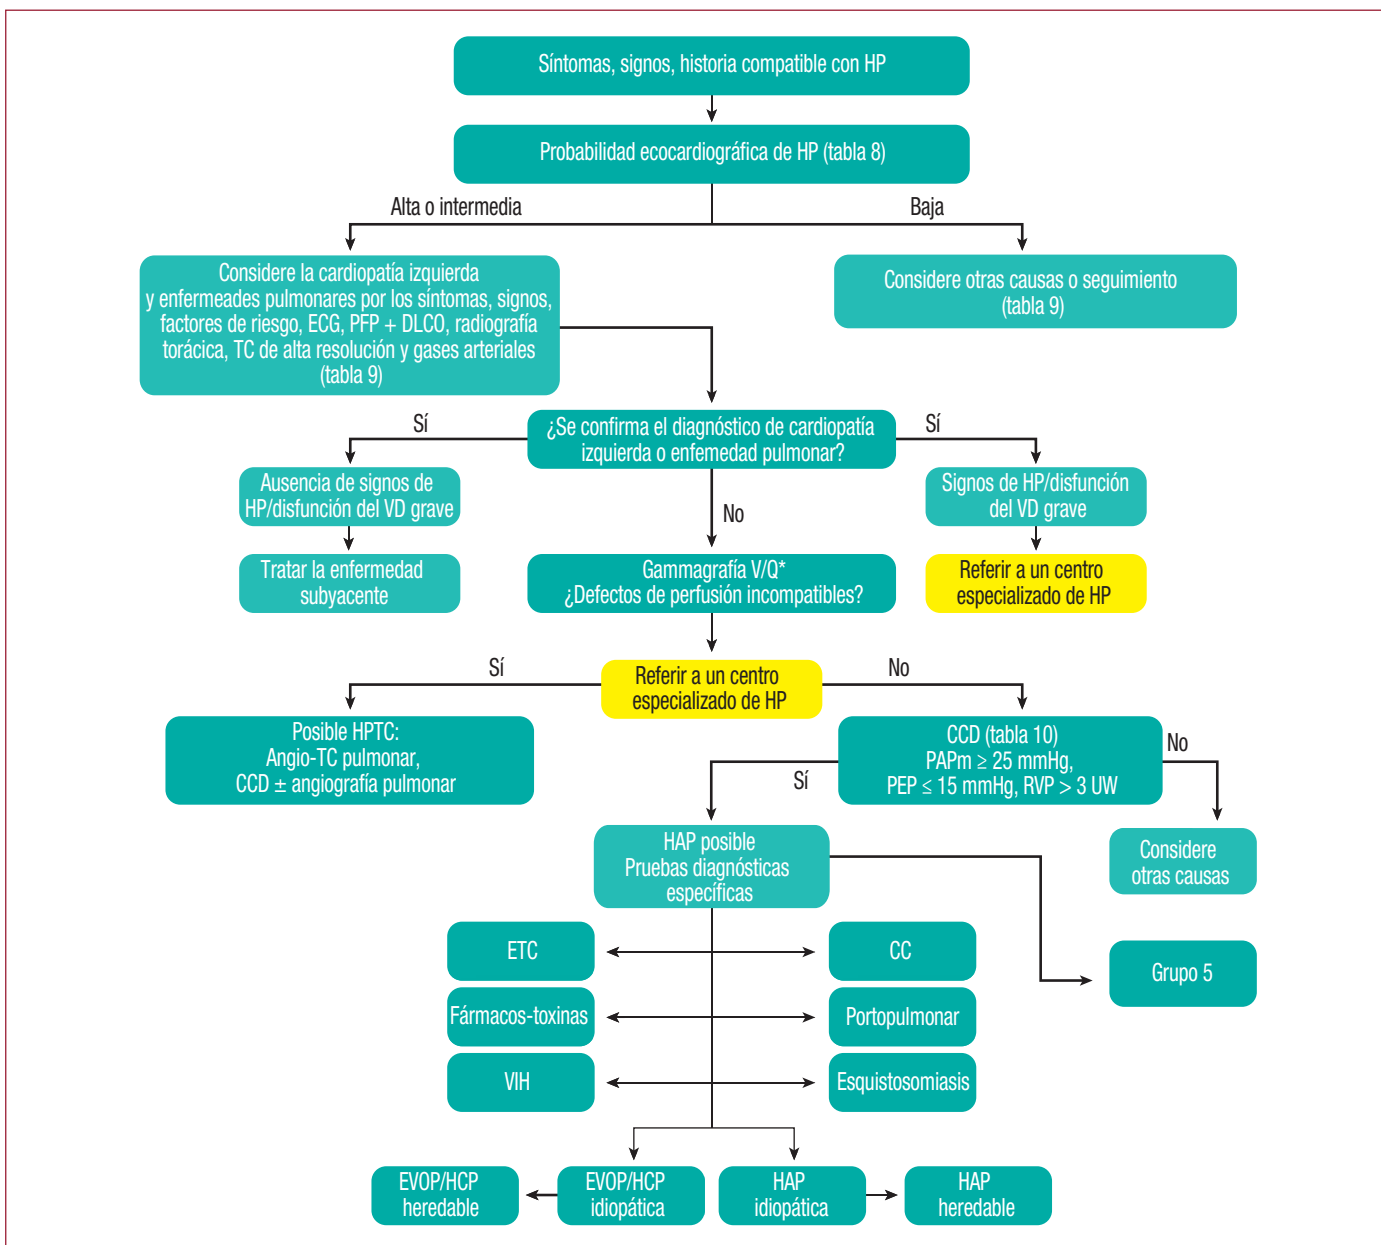 Síntomas, signos, historia compatible con HP
Probabilidad ecocardiográfica de HP (tabla 8)
Alta o intermedia
Baja
Considere la cardiopatía izquierda
y enfermeades pulmonares por los síntomas, signos,
factores de riesgo, ECG, PFP + DLCO, radiografía
torácica, TC de alta resolución y gases arteriales
(tabla 9)
Considere otras causas o seguimiento
(tabla 9)
Sí
¿Se confirma el diagnóstico de cardiopatía
izquierda o enfemedad pulmonar?
Sí
Ausencia de signos de
HP/disfunción del VD grave
Signos de HP/disfunción
del VD grave
No
Tratar la enfermedad
subyacente
Gammagrafía V/Q*
¿Defectos de perfusión incompatibles?
Referir a un centro
especializado de HP
Sí
Referir a un centro
especializado de HP
No
Posible HPTC:
Angio-TC pulmonar,
CCD ± angiografía pulmonar
CCD (tabla 10)
PAPm ≥ 25 mmHg,
PEP ≤ 15 mmHg, RVP > 3 UW
No
Sí
HAP posible
Pruebas diagnósticas
específicas
Considere
otras causas
ETC
CC
Grupo 5
Fármacos-toxinas
Portopulmonar
VIH
Esquistosomiasis
EVOP/HCP
heredable
EVOP/HCP
idiopática
HAP
idiopática
HAP
heredable